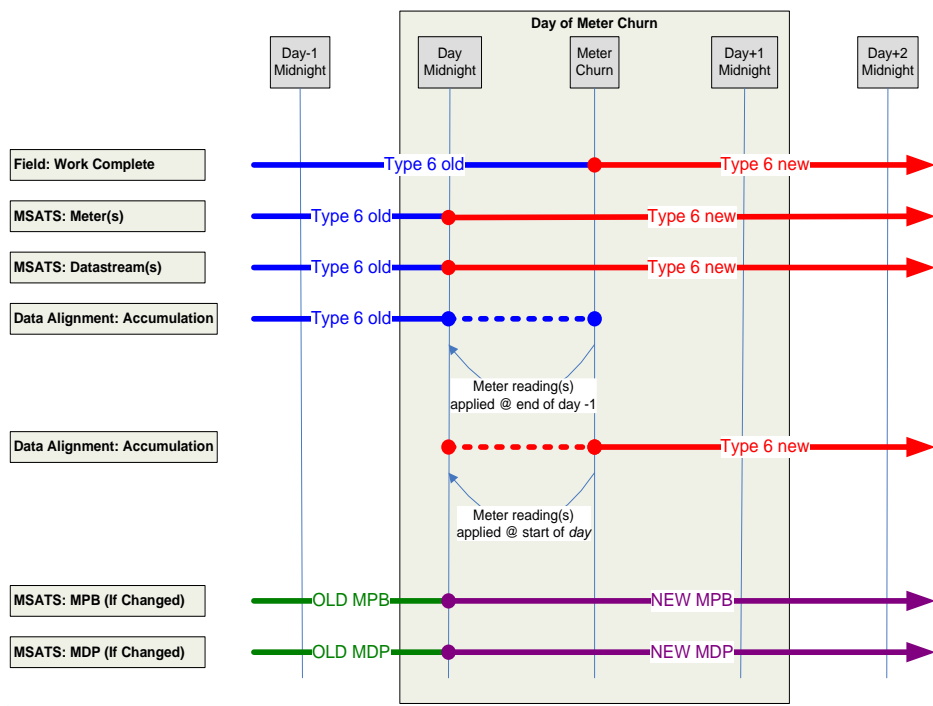 Day of Meter Churn
Day-1
Midnight
Day
Midnight
Meter
Churn
Day+1
Midnight
Day+2
Midnight
Field: Work Complete
Type 6 old
Type 6 new
MSATS: Meter(s)
Type 6 old
Type 6 new
MSATS: Datastream(s)
Type 6 old
Type 6 new
Data Alignment: Accumulation
Type 6 old
Meter reading(s)
applied @ end of day -1
Data Alignment: Accumulation
Type 6 new
Meter reading(s)
applied @ start of day
MSATS: MPB (If Changed)
OLD MPB
NEW MPB
MSATS: MDP (If Changed)
OLD MDP
NEW MDP